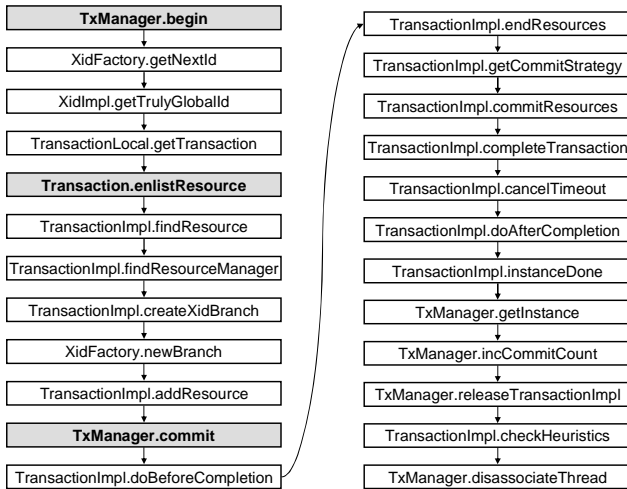 TxManager.begin
XidFactory.getNextId
XidImpl.getTrulyGlobalId
TransactionLocal.getTransaction
Transaction.enlistResource
TransactionImpl.findResource
TransactionImpl.findResourceManager
TransactionImpl.createXidBranch
XidFactory.newBranch
TransactionImpl.addResource
TxManager.commit
TransactionImpl.doBeforeCompletion
TransactionImpl.endResources
TransactionImpl.getCommitStrategy
TransactionImpl.commitResources
TransactionImpl.completeTransaction
TransactionImpl.cancelTimeout
TransactionImpl.doAfterCompletion
TransactionImpl.instanceDone
TxManager.getInstance
TxManager.incCommitCount
TxManager.releaseTransactionImpl
TransactionImpl.checkHeuristics
TxManager.disassociateThread